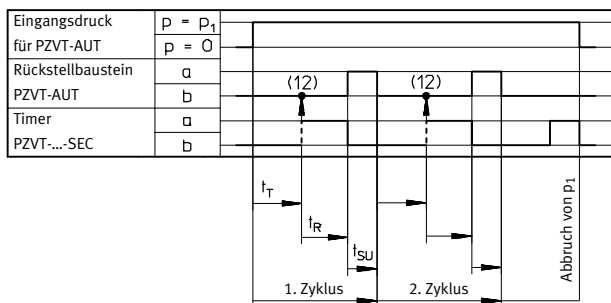 Eingangsdruck p = p1
für PZVT-AUT p = 0
Rückstellbaustein a
PZVT-AUT b
(12) (12)
Timer a
PZVT-...-SEC b
tT
tR
tSU
Abbruch von p1
1. Zyklus 2. Zyklus